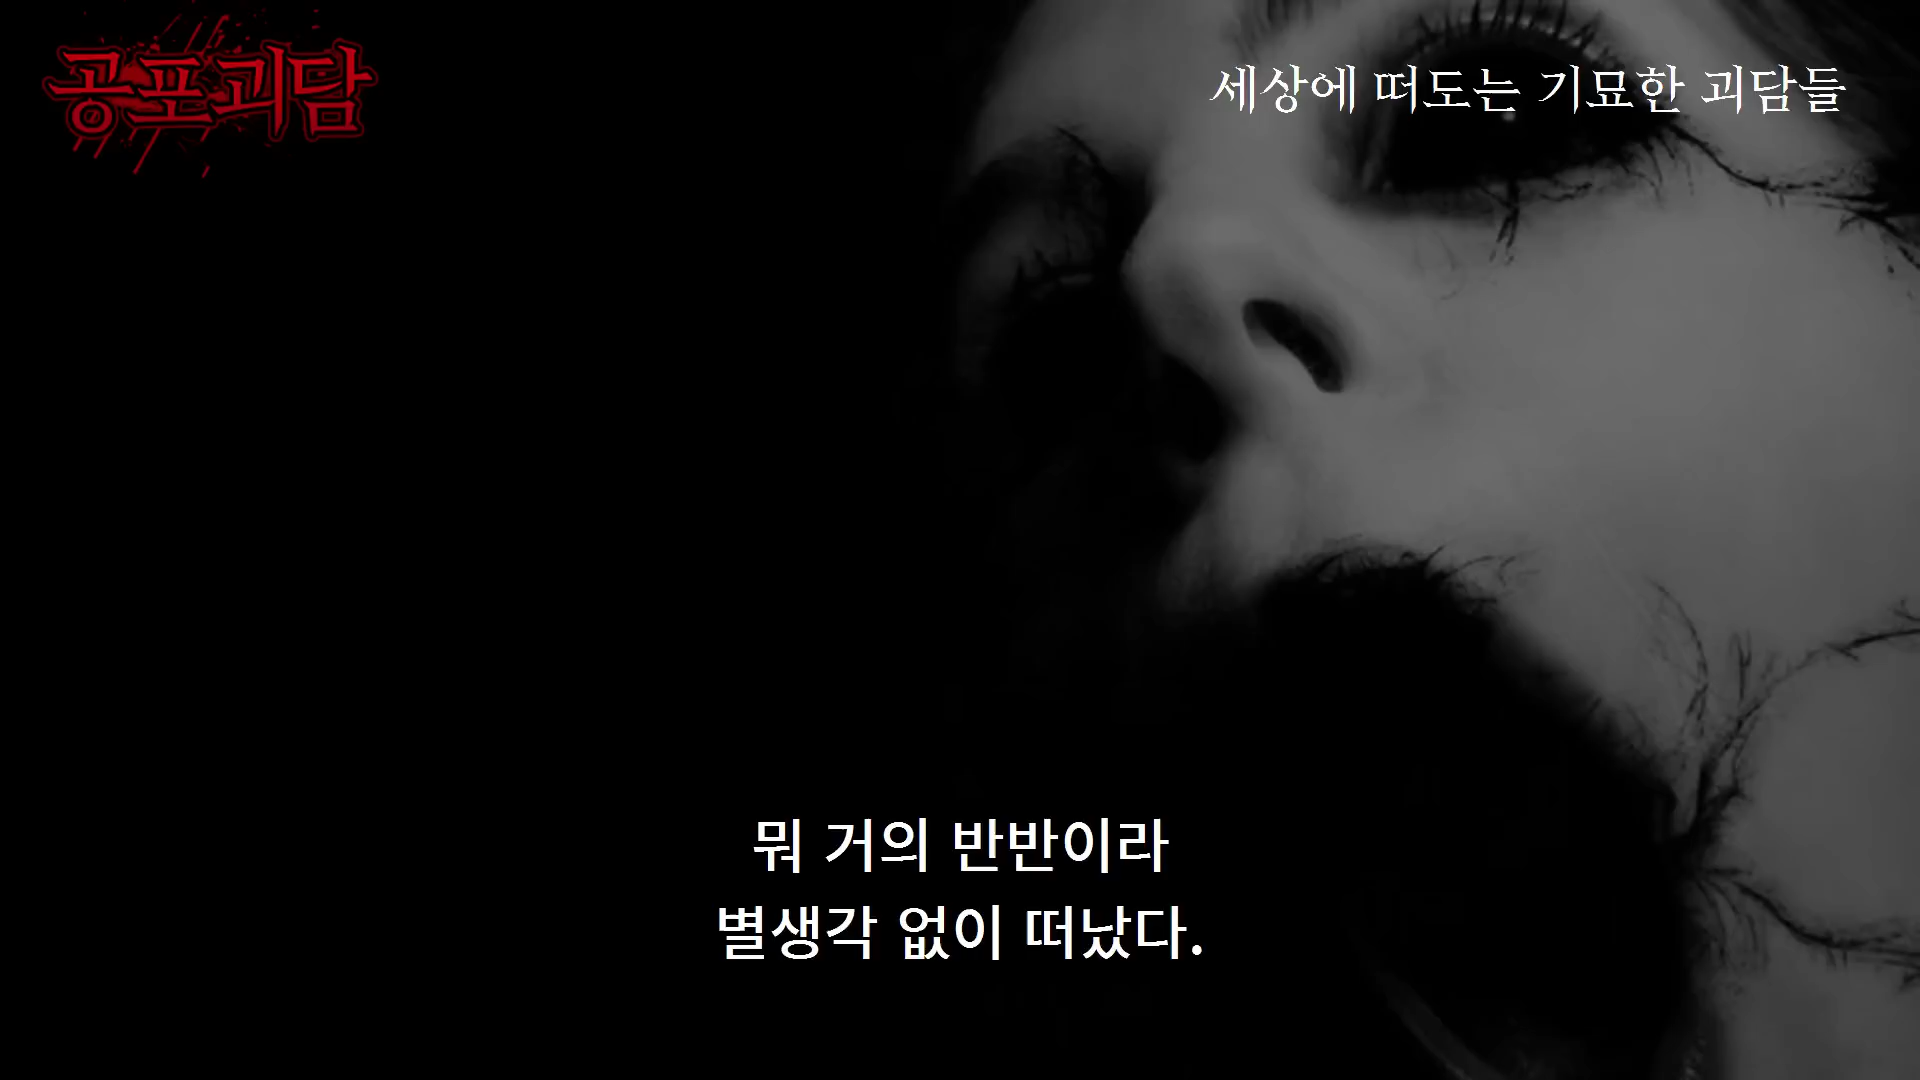 공포괴담
세상에 떠도는 기묘한 괴담들
뭐 거의 반반이라
별생각 없이 떠났다.